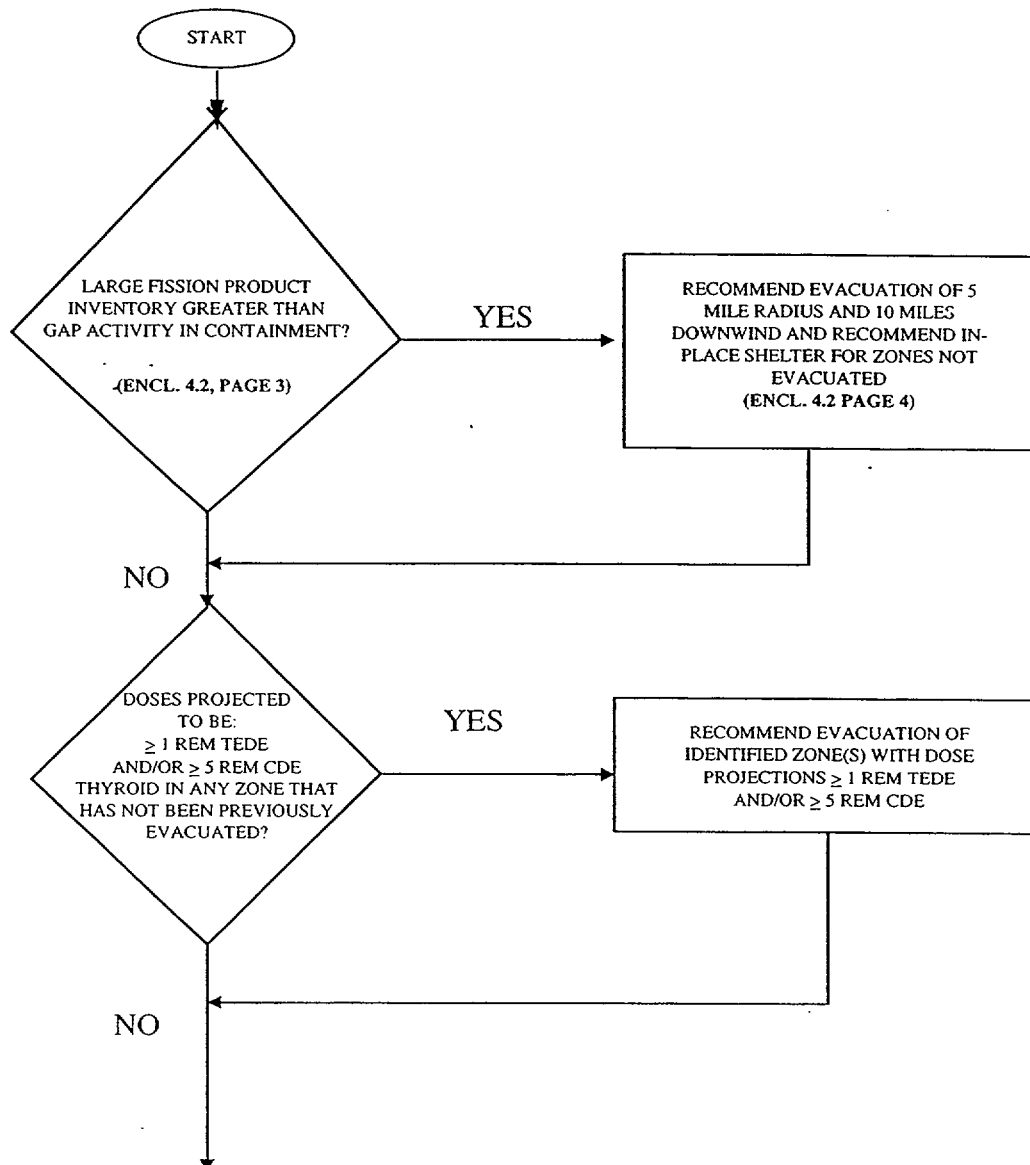 START
LARGE FISSION PRODUCT
INVENTORY GREATER THAN
GAP ACTIVITY IN CONTAINMENT?
(ENCL. 4.2, PAGE 3)
YES
RECOMMEND EVACUATION OF 5
MILE RADIUS AND 10 MILES
DOWNWIND AND RECOMMEND IN-
PLACE SHELTER FOR ZONES NOT
EVACUATED
(ENCL. 4.2 PAGE 4)
NO
DOSES PROJECTED
TO BE:
≥ 1 REM TEDE
AND/OR ≥ 5 REM CDE
THYROID IN ANY ZONE THAT
HAS NOT BEEN PREVIOUSLY
EVACUATED?
YES
RECOMMEND EVACUATION OF
IDENTIFIED ZONE(S) WITH DOSE
PROJECTIONS ≥ 1 REM TEDE
AND/OR ≥ 5 REM CDE
NO